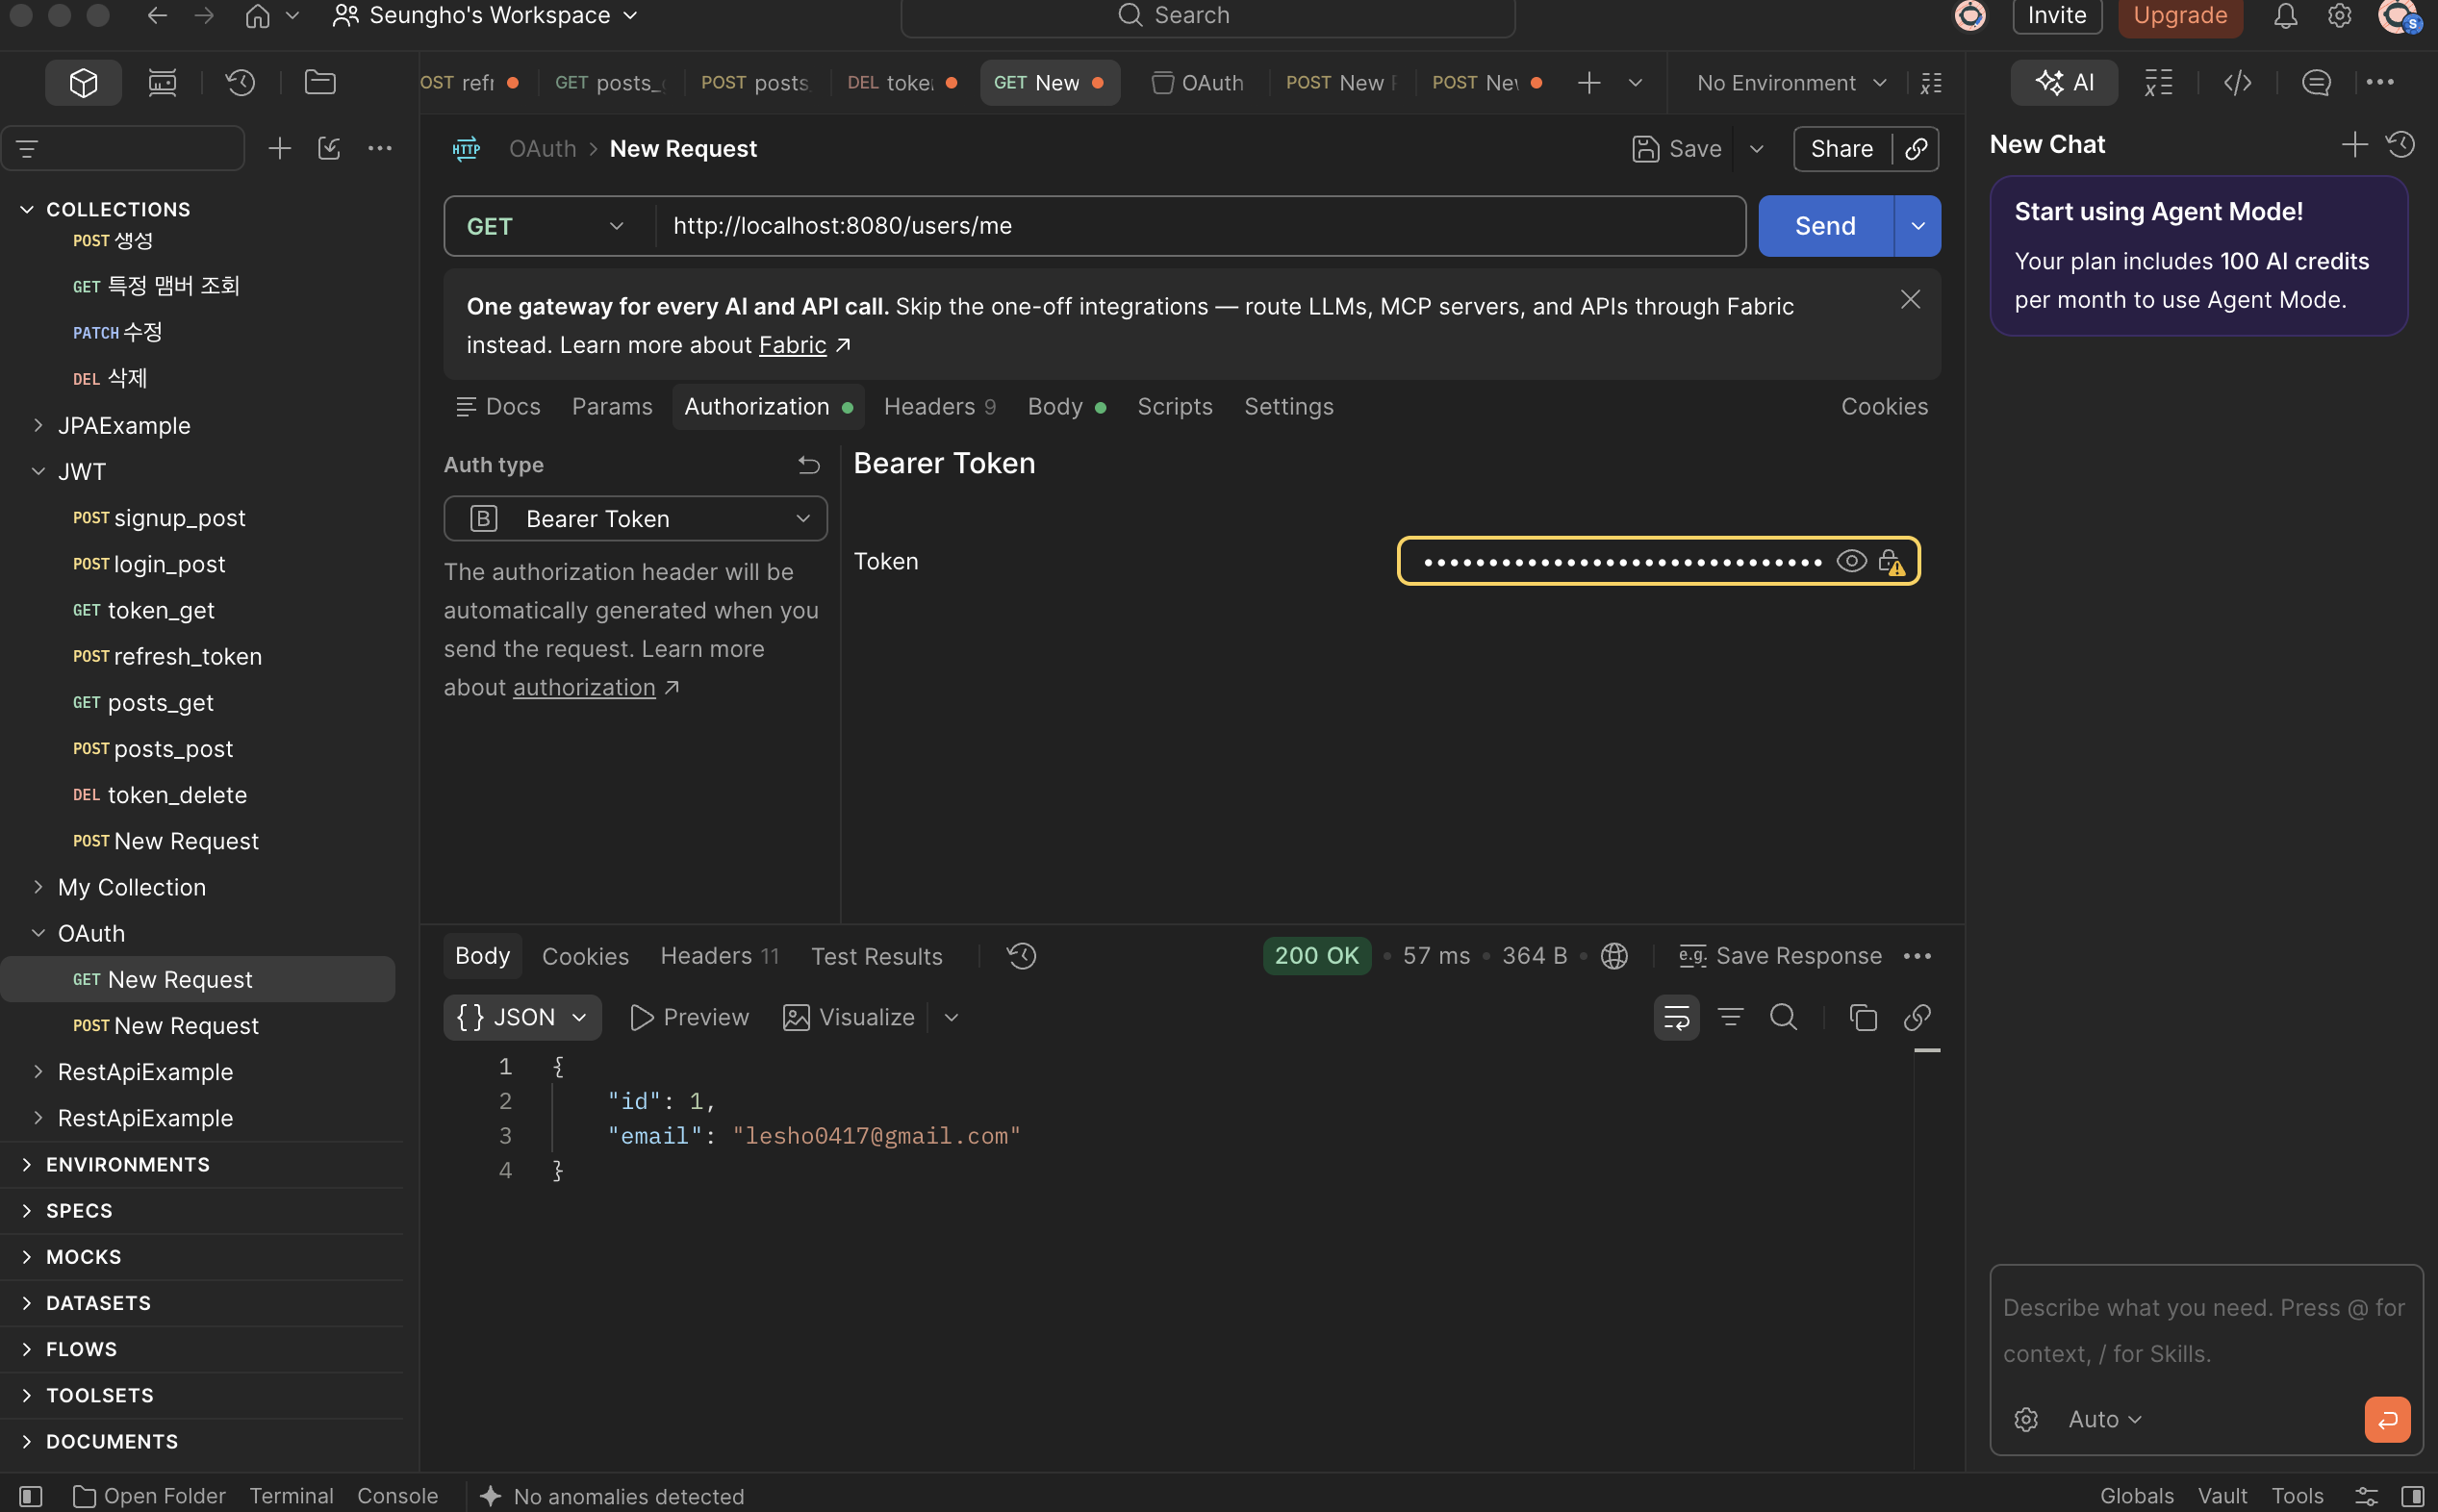 Seungho's Workspace
Search
Invite
Upgrade
POST refr
GET posts_
POST posts
DEL toke
GET New
OAuth
POST New
POST Ne
No Environment
AI
COLLECTIONS
POST 생성
GET 특정 맴버 조회
PATCH 수정
DEL 삭제
JPAExample
JWT
POST signup_post
POST login_post
GET token_get
POST refresh_token
GET posts_get
POST posts_post
DEL token_delete
POST New Request
My Collection
OAuth
GET New Request
POST New Request
RestApiExample
RestApiExample
ENVIRONMENTS
SPECS
MOCKS
DATASETS
FLOWS
TOOLSETS
DOCUMENTS
HTTP OAuth > New Request
Save
Share
GET http://localhost:8080/users/me
Send
One gateway for every AI and API call. Skip the one-off integrations — route LLMs, MCP servers, and APIs through Fabric
instead. Learn more about Fabric ↗
Docs Params Authorization Headers 9 Body Scripts Settings Cookies
Auth type
B Bearer Token
The authorization header will be
automatically generated when you
send the request. Learn more
about authorization ↗
Bearer Token
Token •••••••••••••••••••••••••••••••
Body Cookies Headers 11 Test Results
200 OK • 57 ms • 364 B
e.g. Save Response
{ } JSON Preview Visualize
1 {
2 "id": 1,
3 "email": "lesho0417@gmail.com"
4 }
New Chat
Start using Agent Mode!
Your plan includes 100 AI credits
per month to use Agent Mode.
Describe what you need. Press @ for
context, / for Skills.
Auto
Open Folder Terminal Console No anomalies detected
Globals Vault Tools